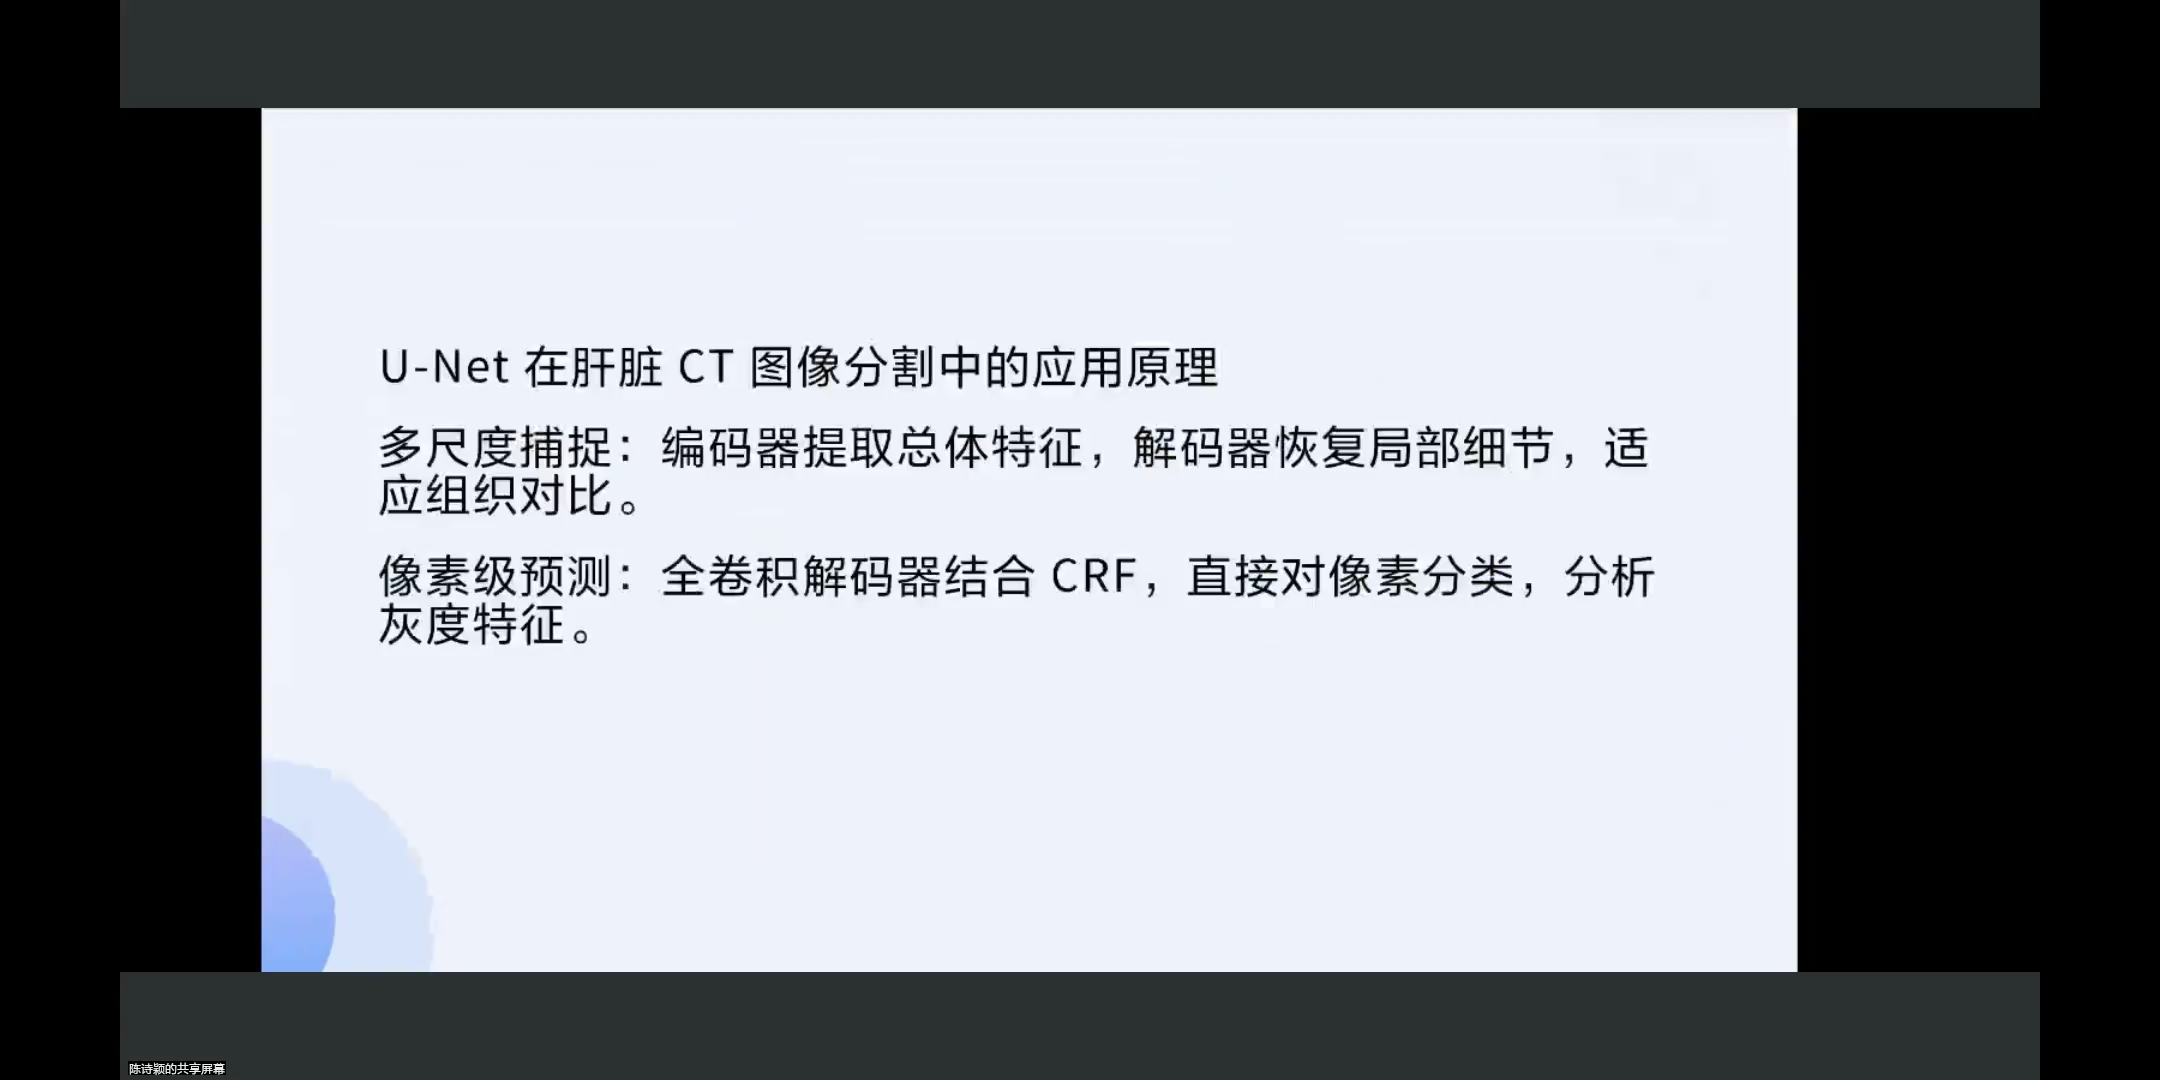 U-Net 在肝脏 CT 图像分割中的应用原理
多尺度捕捉：编码器提取总体特征，解码器恢复局部细节，适
应组织对比。
像素级预测：全卷积解码器结合 CRF，直接对像素分类，分析
灰度特征。
陈诗颖的共享屏幕